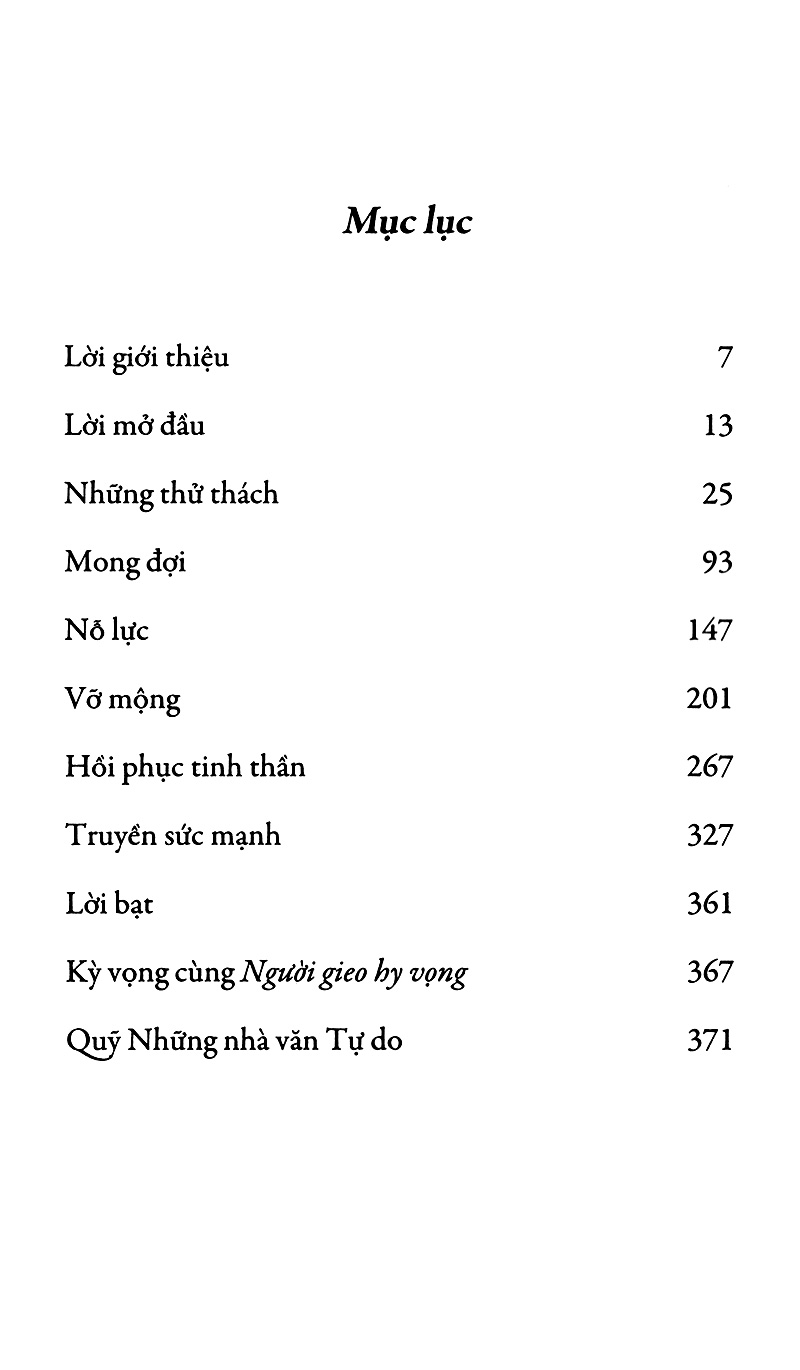 Mục lục
Lời giới thiệu 7
Lời mở đầu 13
Những thử thách 25
Mong đợi 93
Nỗ lực 147
Vỡ mộng 201
Hồi phục tinh thần 267
Truyền sức mạnh 327
Lời bạt 361
Kỳ vọng cùng Người gieo hy vọng 367
Quỹ Những nhà văn Tự do 371